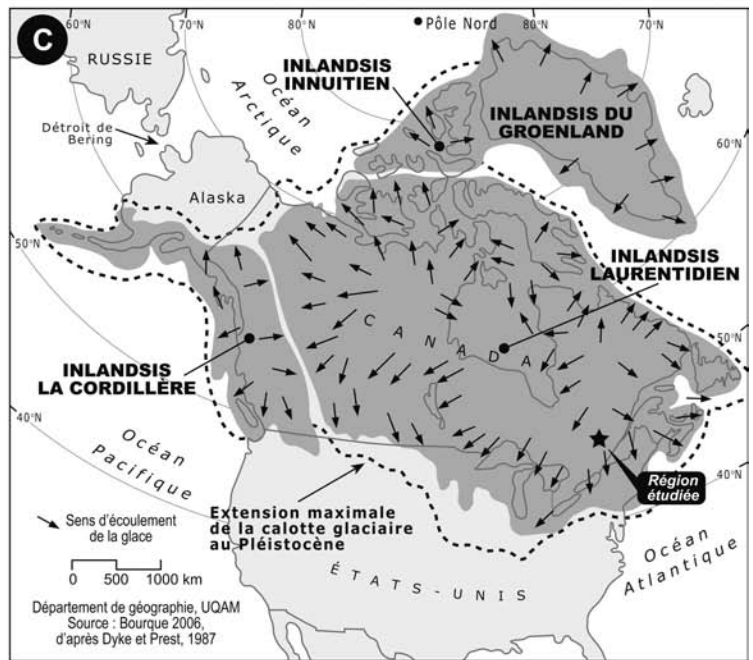 C
60°N
70°N
80°N
70°N
Pôle Nord
RUSSIE
Océan
Arctique
INLANDSIS
INNUITIEN
INLANDSIS DU
GROENLAND
Détroit de
Bering
60°N
Alaska
50°N
INLANDSIS
LAURENTIDIEN
CANADA
50°N
INLANDSIS
LA CORDILLÈRE
40°N
40°N
Océan
Pacifique
Région
étudiée
Extension maximale
de la calotte glaciaire
au Pléistocène
Sens d'écoulement
de la glace
0 500 1000 km
Océan
Atlantique
ÉTATS-UNIS
Département de géographie, UQAM
Source : Bourque 2006,
d'après Dyke et Prest, 1987